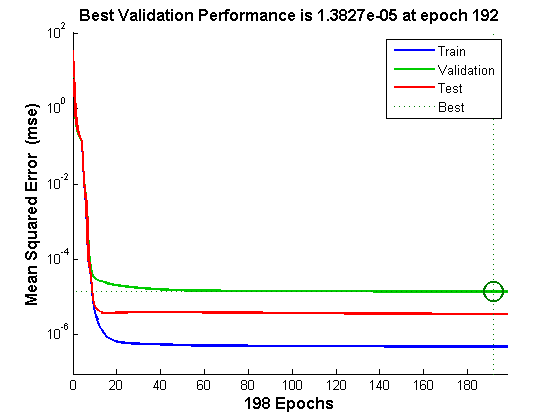 Best Validation Performance is 1.3827e-05 at epoch 192
Train
Validation
Test
Best
Mean Squared Error  (mse)
10^2
10^0
10^-2
10^-4
10^-6
0 20 40 60 80 100 120 140 160 180
198 Epochs